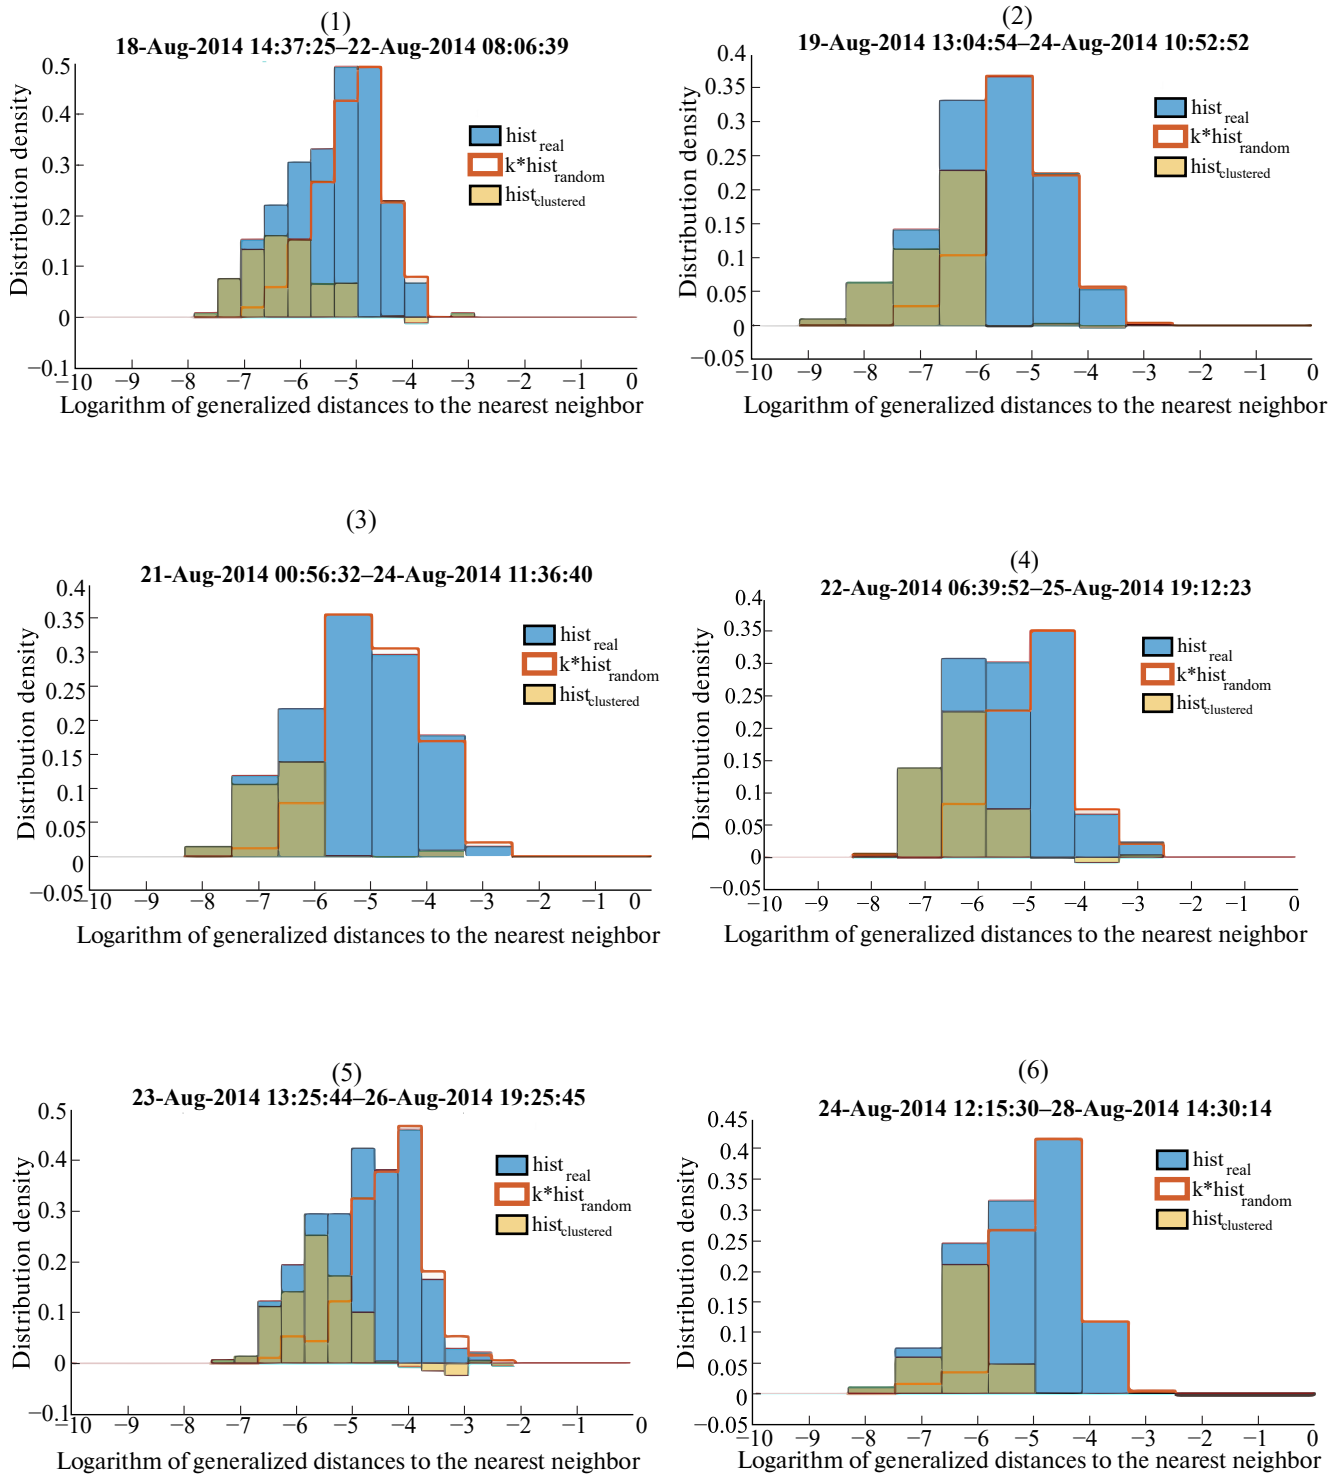 (1)
18-Aug-2014 14:37:25–22-Aug-2014 08:06:39
Distribution density
0.5
0.4
0.3
0.2
0.1
0
−0.1
hist real
k*hist random
hist clustered
−10 −9 −8 −7 −6 −5 −4 −3 −2 −1 0
Logarithm of generalized distances to the nearest neighbor
(2)
19-Aug-2014 13:04:54–24-Aug-2014 10:52:52
Distribution density
0.4
0.35
0.3
0.25
0.2
0.15
0.1
0.05
0
−0.05
hist real
k*hist random
hist clustered
−10 −9 −8 −7 −6 −5 −4 −3 −2 −1 0
Logarithm of generalized distances to the nearest neighbor
(3)
21-Aug-2014 00:56:32–24-Aug-2014 11:36:40
Distribution density
0.4
0.35
0.3
0.25
0.2
0.15
0.1
0.05
0
−0.05
hist real
k*hist random
hist clustered
−10 −9 −8 −7 −6 −5 −4 −3 −2 −1 0
Logarithm of generalized distances to the nearest neighbor
(4)
22-Aug-2014 06:39:52–25-Aug-2014 19:12:23
Distribution density
0.4
0.35
0.3
0.25
0.2
0.15
0.1
0.05
0
−0.05
hist real
k*hist random
hist clustered
−10 −9 −8 −7 −6 −5 −4 −3 −2 −1 0
Logarithm of generalized distances to the nearest neighbor
(5)
23-Aug-2014 13:25:44–26-Aug-2014 19:25:45
Distribution density
0.5
0.4
0.3
0.2
0.1
0
−0.1
hist real
k*hist random
hist clustered
−10 −9 −8 −7 −6 −5 −4 −3 −2 −1 0
Logarithm of generalized distances to the nearest neighbor
(6)
24-Aug-2014 12:15:30–28-Aug-2014 14:30:14
Distribution density
0.45
0.4
0.35
0.3
0.25
0.2
0.15
0.1
0.05
0
−0.05
hist real
k*hist random
hist clustered
−10 −9 −8 −7 −6 −5 −4 −3 −2 −1 0
Logarithm of generalized distances to the nearest neighbor